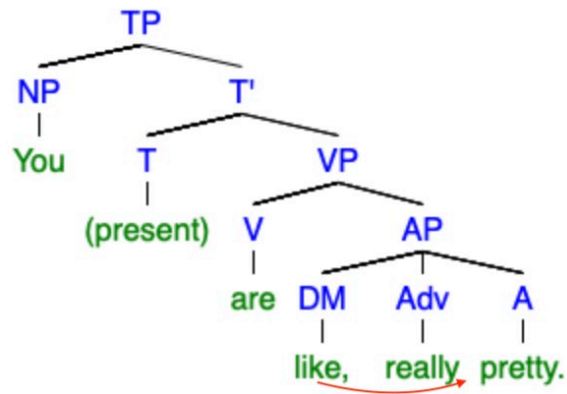 TP
NP T'
You T VP
(present) V AP
are DM Adv A
like, really pretty.